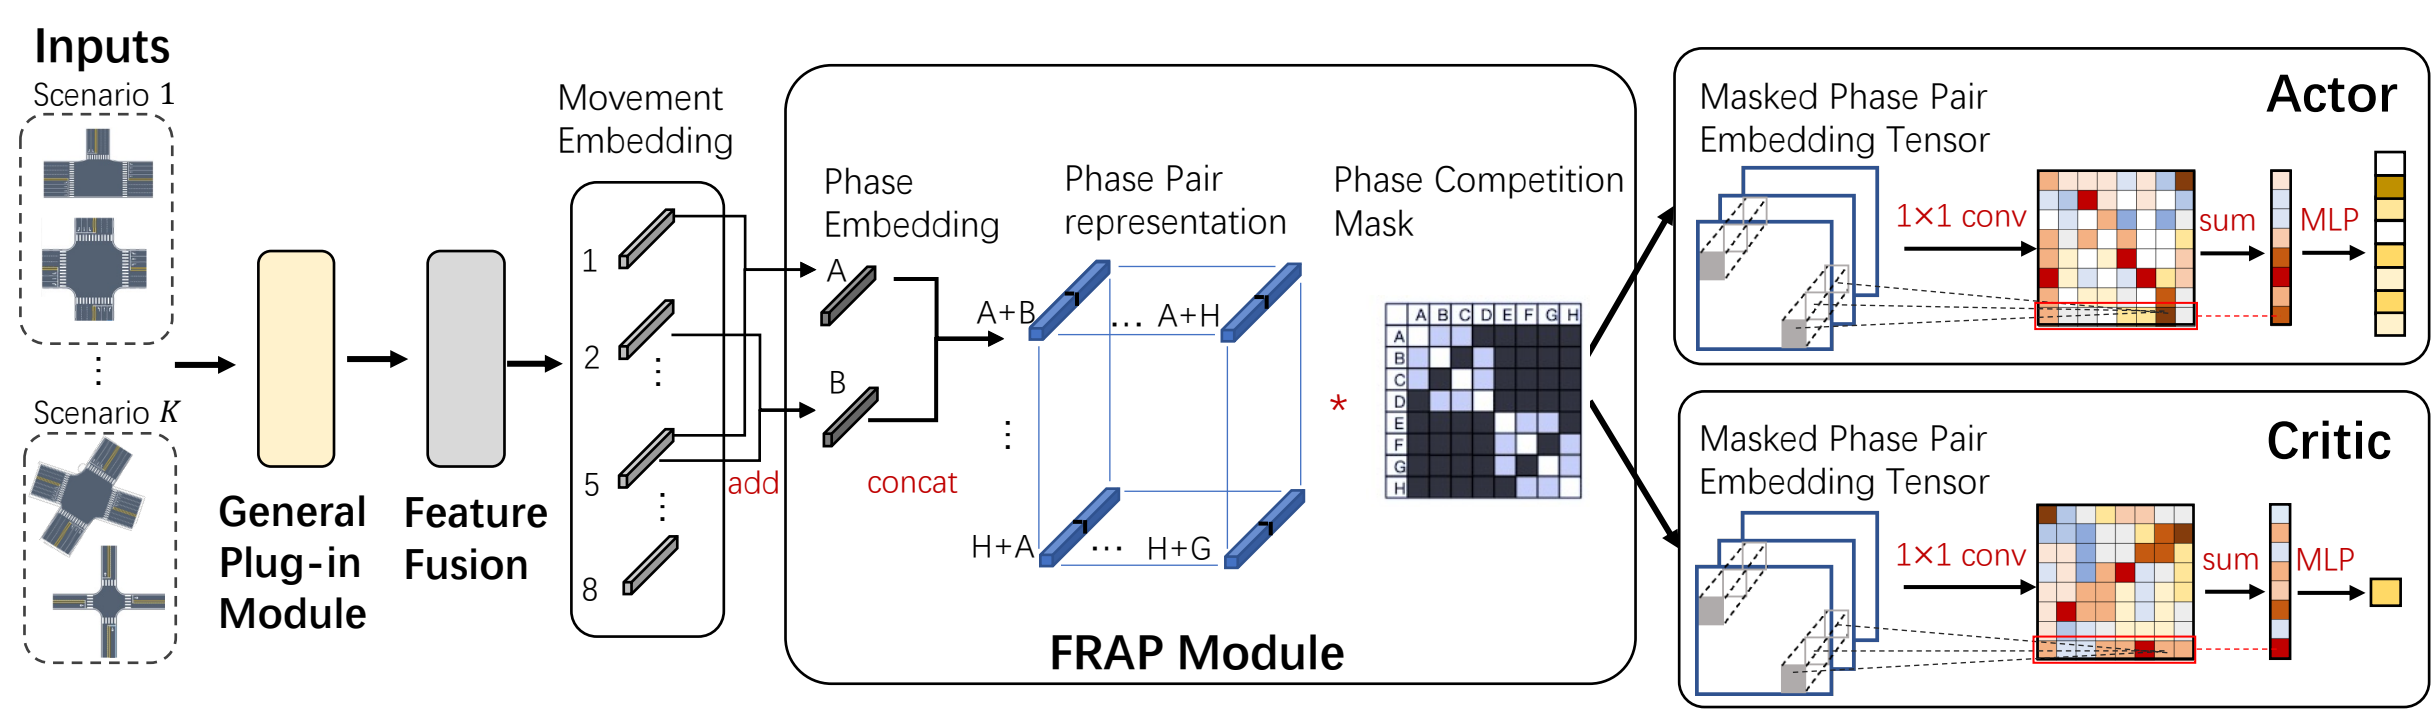 Inputs
Scenario 1
⋮
Scenario K
General
Plug-in
Module
Feature
Fusion
Movement
Embedding
1
2
⋮
5
⋮
8
add
Phase
Embedding
A
B
concat
Phase Pair
representation
A+B
... A+H
⋮
H+A
... H+G
*
Phase Competition
Mask
A B C D E F G H
A
B
C
D
E
F
G
H
FRAP Module
Actor
Masked Phase Pair
Embedding Tensor
1×1 conv
sum
MLP
Critic
Masked Phase Pair
Embedding Tensor
1×1 conv
sum
MLP